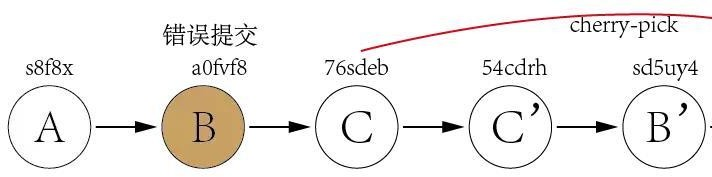 错误提交
cherry-pick
s8f8x
a0fvf8
76sdeb
54cdrh
sd5uy4
A
B
C
C’
B’